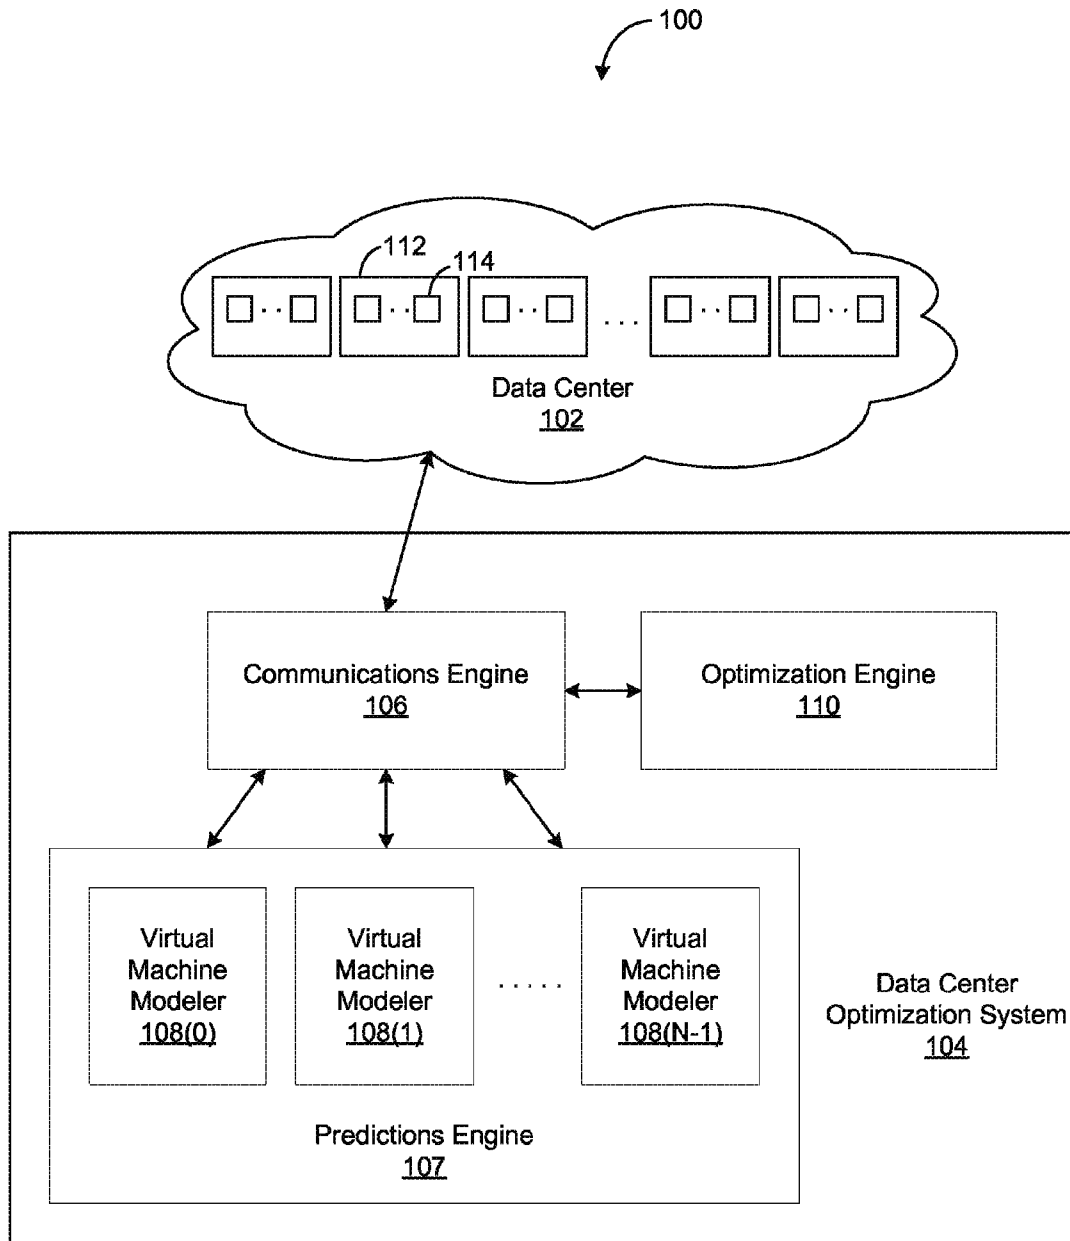 100
112
114
. .
. .
. .
. . .
. .
. .
Data Center
102
Communications Engine
106
Optimization Engine
110
Virtual
Machine
Modeler
108(0)
Virtual
Machine
Modeler
108(1)
. . . . .
Virtual
Machine
Modeler
108(N-1)
Data Center
Optimization System
104
Predictions Engine
107